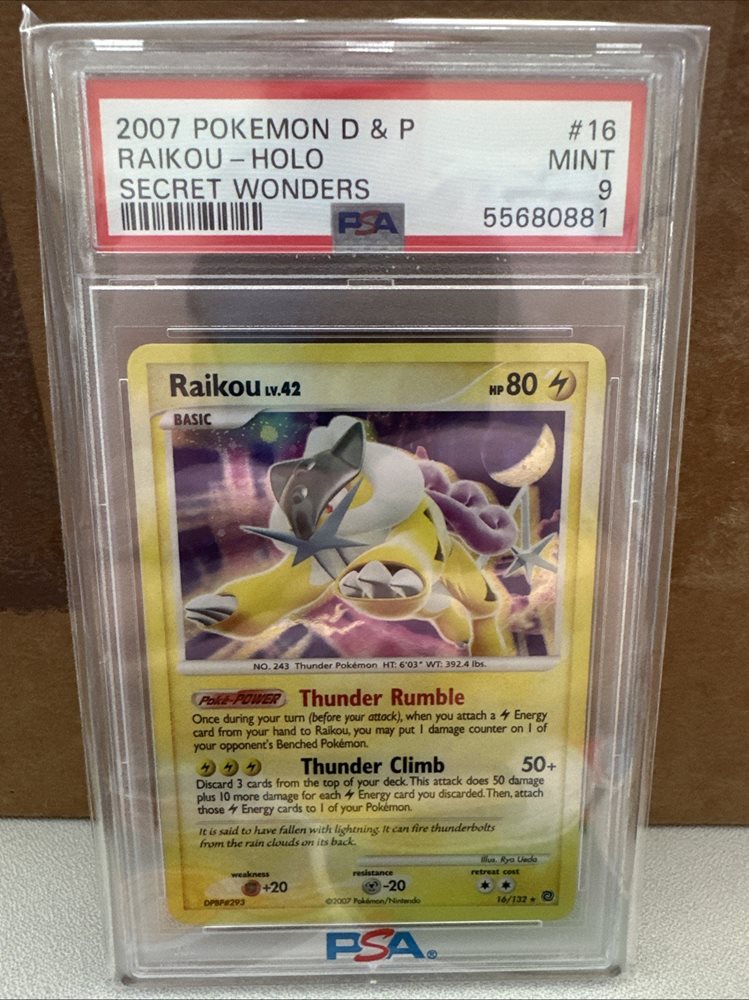 2007 POKEMON D & P #16
RAIKOU – HOLO MINT
SECRET WONDERS 9
PSA 55680881
Raikou LV.42 HP 80
BASIC
NO. 243 Thunder Pokémon HT: 6'03" WT: 392.4 lbs.
Poké-POWER Thunder Rumble
Once during your turn (before your attack), when you attach a Energy
card from your hand to Raikou, you may put 1 damage counter on 1 of
your opponent's Benched Pokémon.
Thunder Climb 50+
Discard 3 cards from the top of your deck. This attack does 50 damage
plus 10 more damage for each Energy card you discarded. Then, attach
those Energy cards to 1 of your Pokémon.
It is said to have fallen with lightning. It can fire thunderbolts
from the rain clouds on its back.
Illus. Ryo Ueda
weakness resistance retreat cost
+20 -20
DPBP#293 ©2007 Pokémon/Nintendo 16/132 ★
PSA®